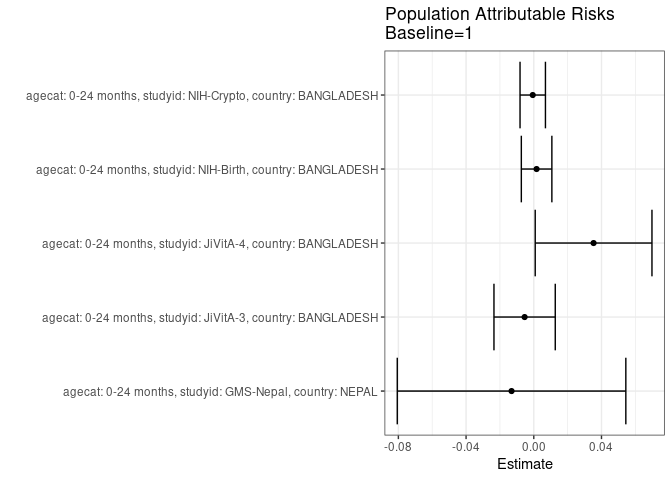 Population Attributable Risks
Baseline=1
agecat: 0-24 months, studyid: NIH-Crypto, country: BANGLADESH
agecat: 0-24 months, studyid: NIH-Birth, country: BANGLADESH
agecat: 0-24 months, studyid: JiVitA-4, country: BANGLADESH
agecat: 0-24 months, studyid: JiVitA-3, country: BANGLADESH
agecat: 0-24 months, studyid: GMS-Nepal, country: NEPAL
-0.08 -0.04 0.00 0.04
Estimate